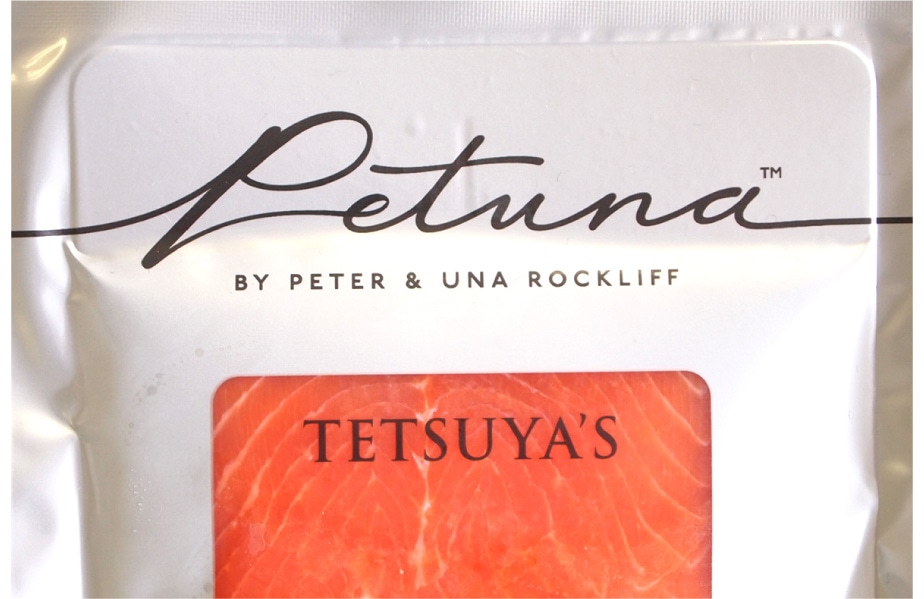 Petuna™
BY PETER & UNA ROCKLIFF
TETSUYA'S